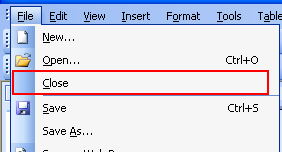 File Edit View Insert Format Tools Table
New...
Open... Ctrl+O
Close
Save Ctrl+S
Save As...